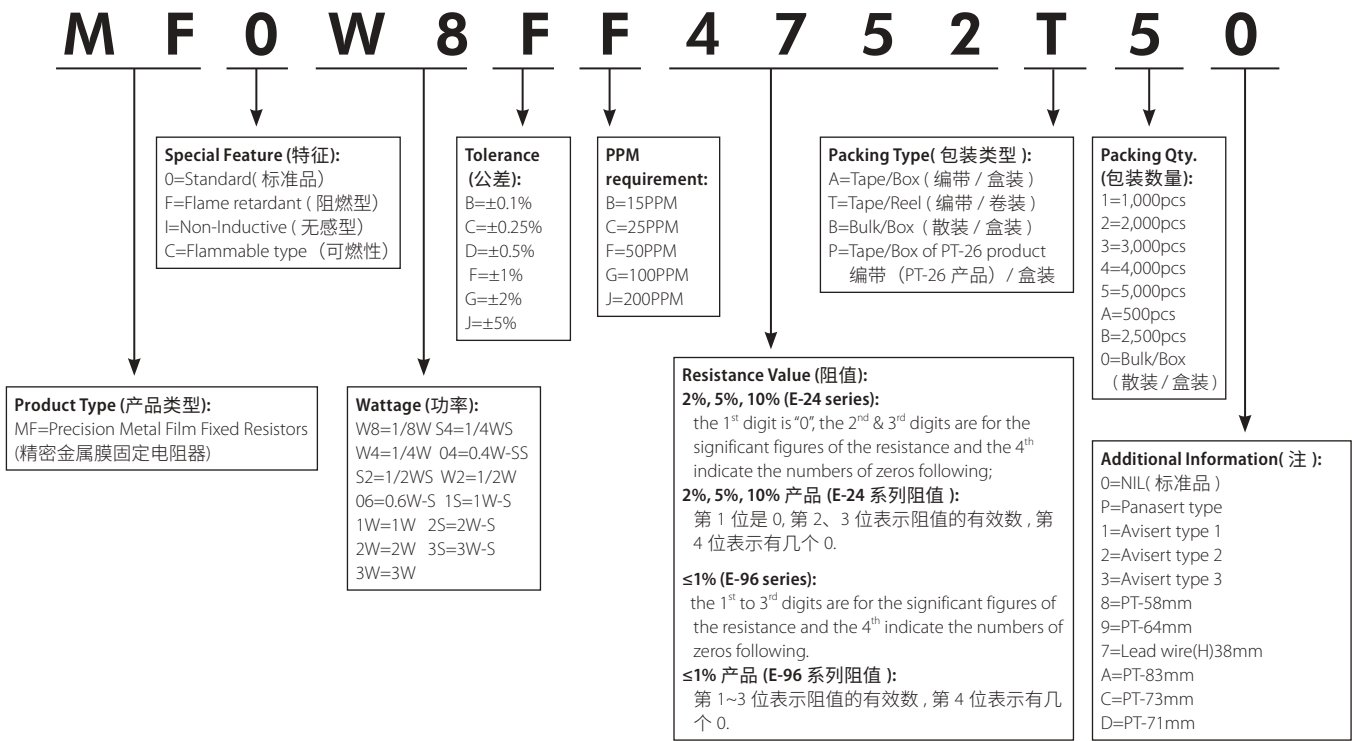 M F 0 W 8 F F 4 7 5 2 T 5 0
Special Feature (特征):
0=Standard( 标准品)
F=Flame retardant ( 阻燃型)
I=Non-Inductive ( 无感型)
C=Flammable type （可燃性）
Tolerance
(公差):
B=±0.1%
C=±0.25%
D=±0.5%
F=±1%
G=±2%
J=±5%
PPM
requirement:
B=15PPM
C=25PPM
F=50PPM
G=100PPM
J=200PPM
Packing Type( 包装类型 ):
A=Tape/Box ( 编带 / 盒装 )
T=Tape/Reel ( 编带 / 卷装 )
B=Bulk/Box ( 散装 / 盒装 )
P=Tape/Box of PT-26 product
编带（PT-26 产品）/ 盒装
Packing Qty.
(包装数量):
1=1,000pcs
2=2,000pcs
3=3,000pcs
4=4,000pcs
5=5,000pcs
A=500pcs
B=2,500pcs
0=Bulk/Box
（散装 / 盒装）
Product Type (产品类型):
MF=Precision Metal Film Fixed Resistors
(精密金属膜固定电阻器)
Wattage (功率):
W8=1/8W S4=1/4WS
W4=1/4W 04=0.4W-SS
S2=1/2WS W2=1/2W
06=0.6W-S 1S=1W-S
1W=1W 2S=2W-S
2W=2W 3S=3W-S
3W=3W
Resistance Value (阻值):
2%, 5%, 10% (E-24 series):
the 1st digit is “0”, the 2nd & 3rd digits are for the
significant figures of the resistance and the 4th
indicate the numbers of zeros following;
2%, 5%, 10% 产品 (E-24 系列阻值 ):
第 1 位是 0, 第 2、3 位表示阻值的有效数 , 第
4 位表示有几个 0.
≤1% (E-96 series):
the 1st to 3rd digits are for the significant figures of
the resistance and the 4th indicate the numbers of
zeros following.
≤1% 产品 (E-96 系列阻值 ):
第 1~3 位表示阻值的有效数 , 第 4 位表示有几
个 0.
Additional Information( 注 ):
0=NIL( 标准品 )
P=Panasert type
1=Avisert type 1
2=Avisert type 2
3=Avisert type 3
8=PT-58mm
9=PT-64mm
7=Lead wire(H)38mm
A=PT-83mm
C=PT-73mm
D=PT-71mm